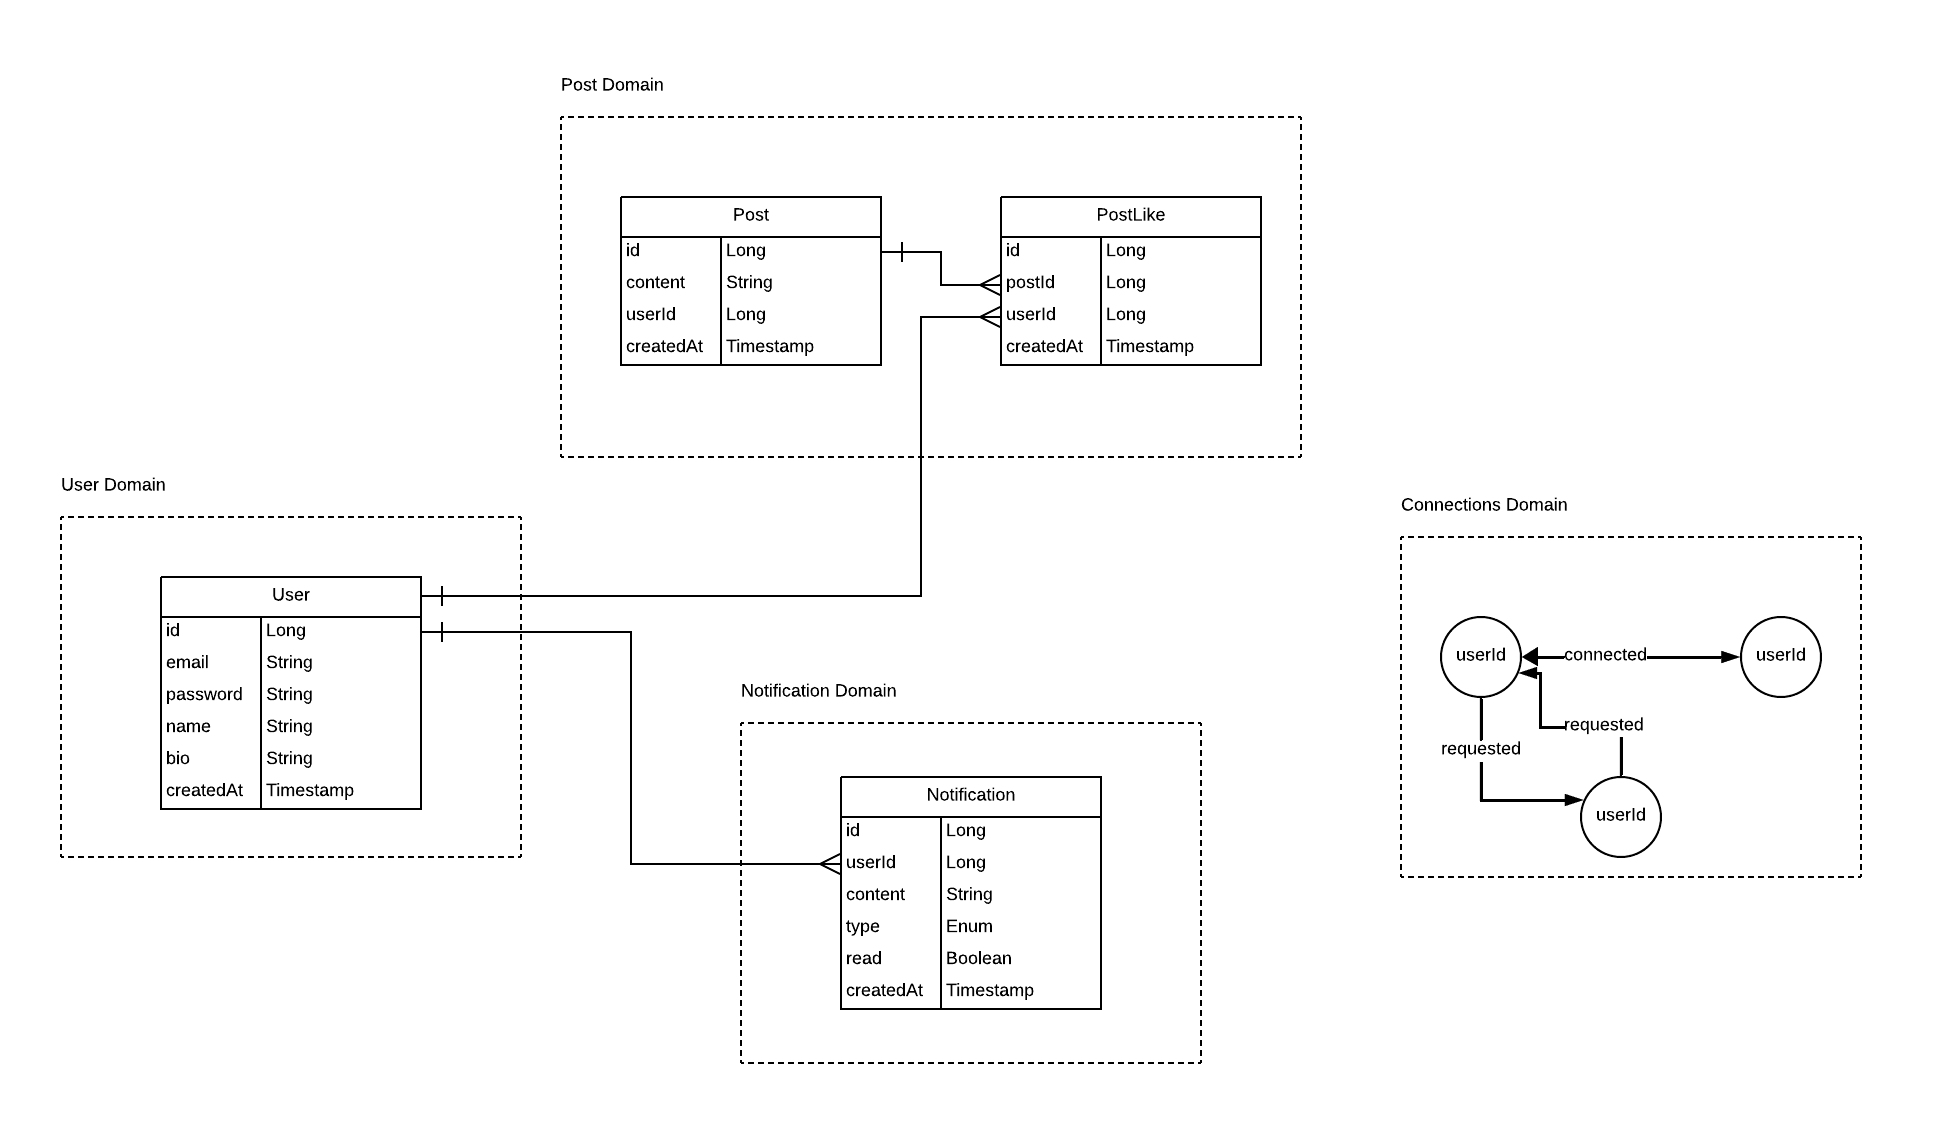 Post Domain
Post
id Long
content String
userId Long
createdAt Timestamp
PostLike
id Long
postId Long
userId Long
createdAt Timestamp
User Domain
User
id Long
email String
password String
name String
bio String
createdAt Timestamp
Notification Domain
Notification
id Long
userId Long
content String
type Enum
read Boolean
createdAt Timestamp
Connections Domain
userId connected userId
requested
requested
userId